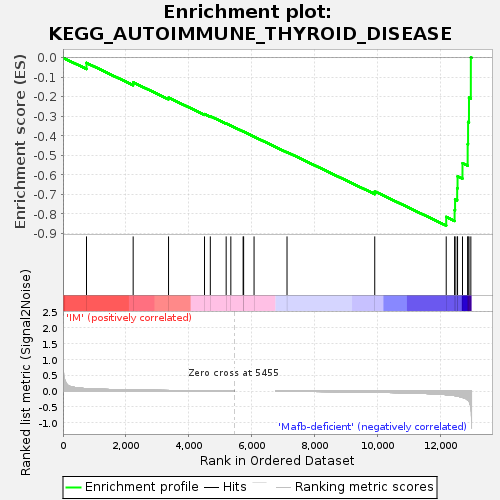 Enrichment plot:
KEGG_AUTOIMMUNE_THYROID_DISEASE
Enrichment score (ES)
0.0
-0.1
-0.2
-0.3
-0.4
-0.5
-0.6
-0.7
-0.8
-0.9
'IM' (positively correlated)
Ranked list metric (Signal2Noise)
2.5
2.0
1.5
1.0
0.5
0.0
-0.5
-1.0
Zero cross at 5455
'Mafb-deficient' (negatively correlated)
0 2,000 4,000 6,000 8,000 10,000 12,000
Rank in Ordered Dataset
Enrichment profile Hits Ranking metric scores